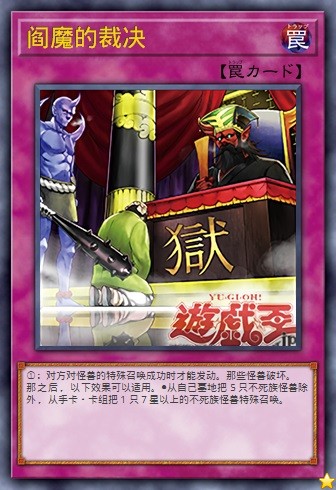 阎魔的裁决
トラップ
罠
【罠カード】
獄
YU-GI-OH!
遊戯王
①：对方对怪兽的特殊召唤成功时才能发动。那些怪兽破坏。
那之后，以下效果可以适用。●从自己墓地把5只不死族怪兽除
外，从手卡·卡组把1只7星以上的不死族怪兽特殊召唤。